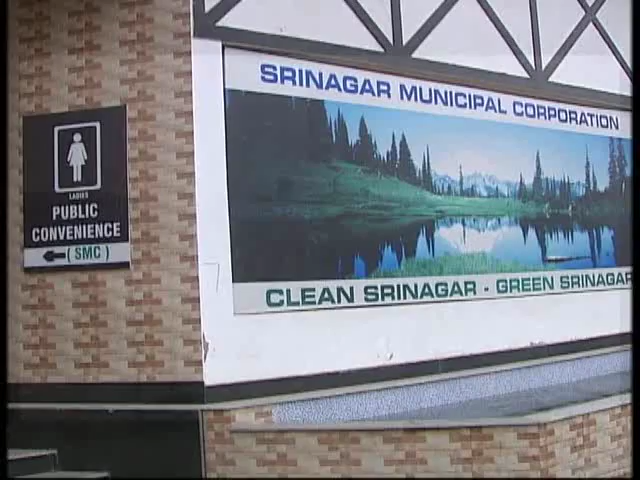 SRINAGAR MUNICIPAL CORPORATION
LADIES
PUBLIC
CONVENIENCE
(SMC)
CLEAN SRINAGAR - GREEN SRINAGAR